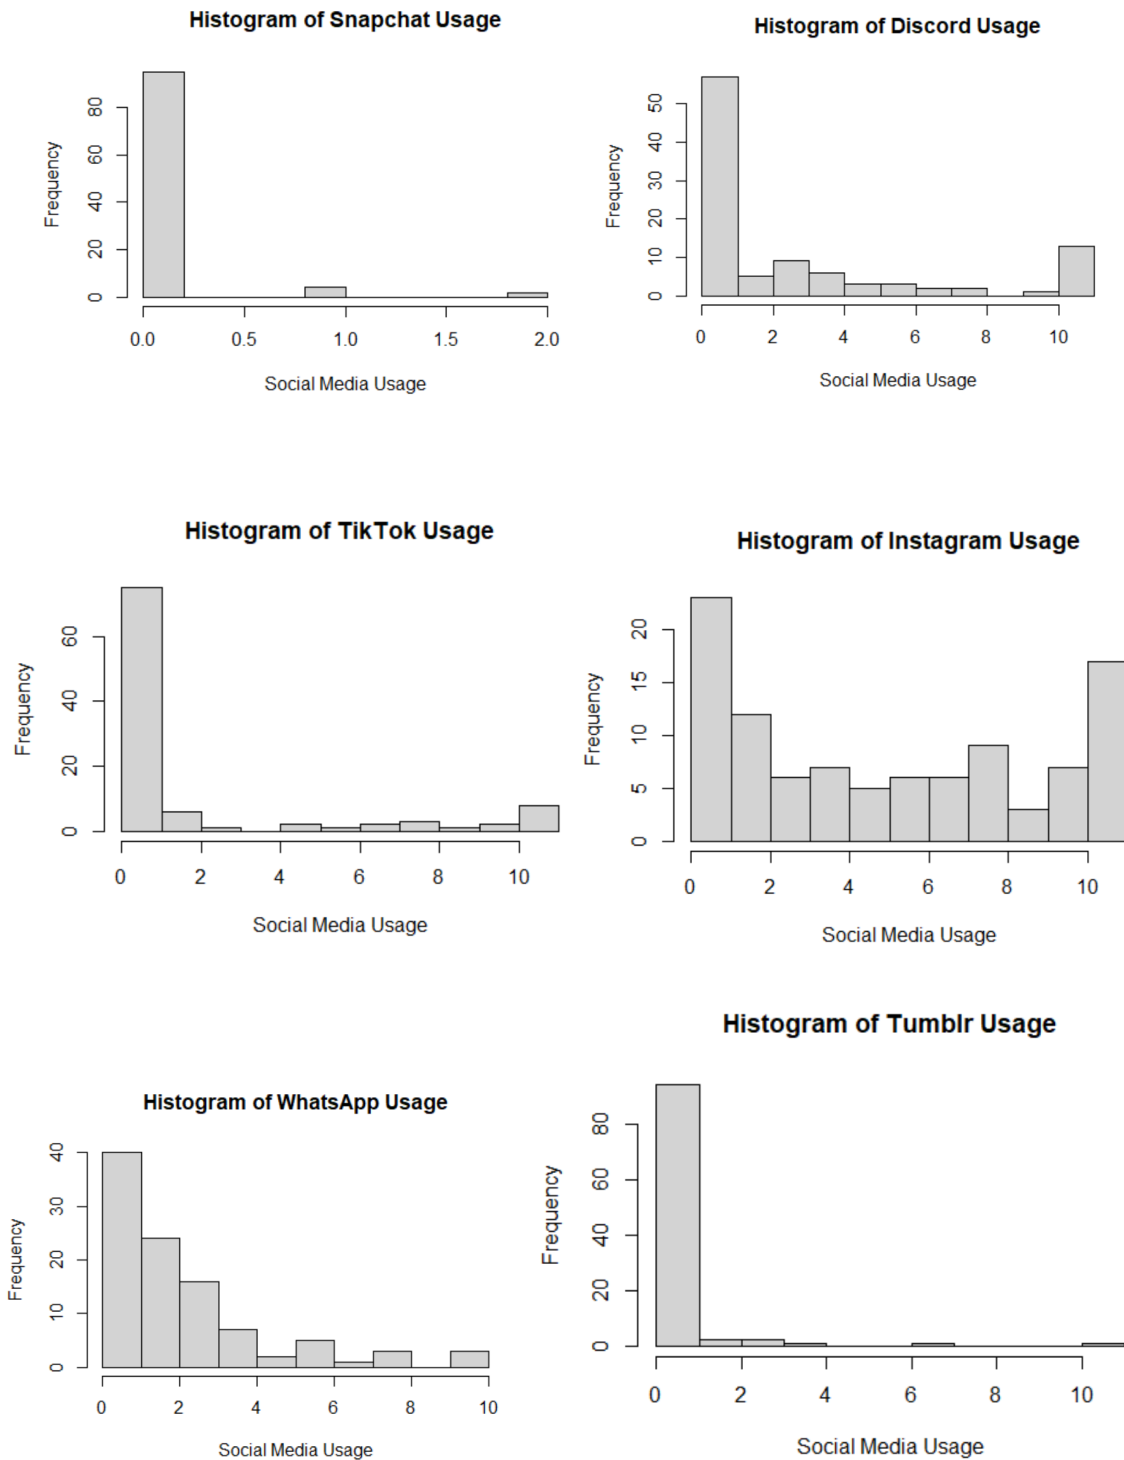 Histogram of Snapchat Usage
Frequency
80
60
40
20
0
0.0 0.5 1.0 1.5 2.0
Social Media Usage
Histogram of Discord Usage
Frequency
50
40
30
20
10
0
0 2 4 6 8 10
Social Media Usage
Histogram of TikTok Usage
Frequency
60
40
20
0
0 2 4 6 8 10
Social Media Usage
Histogram of Instagram Usage
Frequency
20
15
10
5
0
0 2 4 6 8 10
Social Media Usage
Histogram of WhatsApp Usage
Frequency
40
30
20
10
0
0 2 4 6 8 10
Social Media Usage
Histogram of Tumblr Usage
Frequency
80
60
40
20
0
0 2 4 6 8 10
Social Media Usage